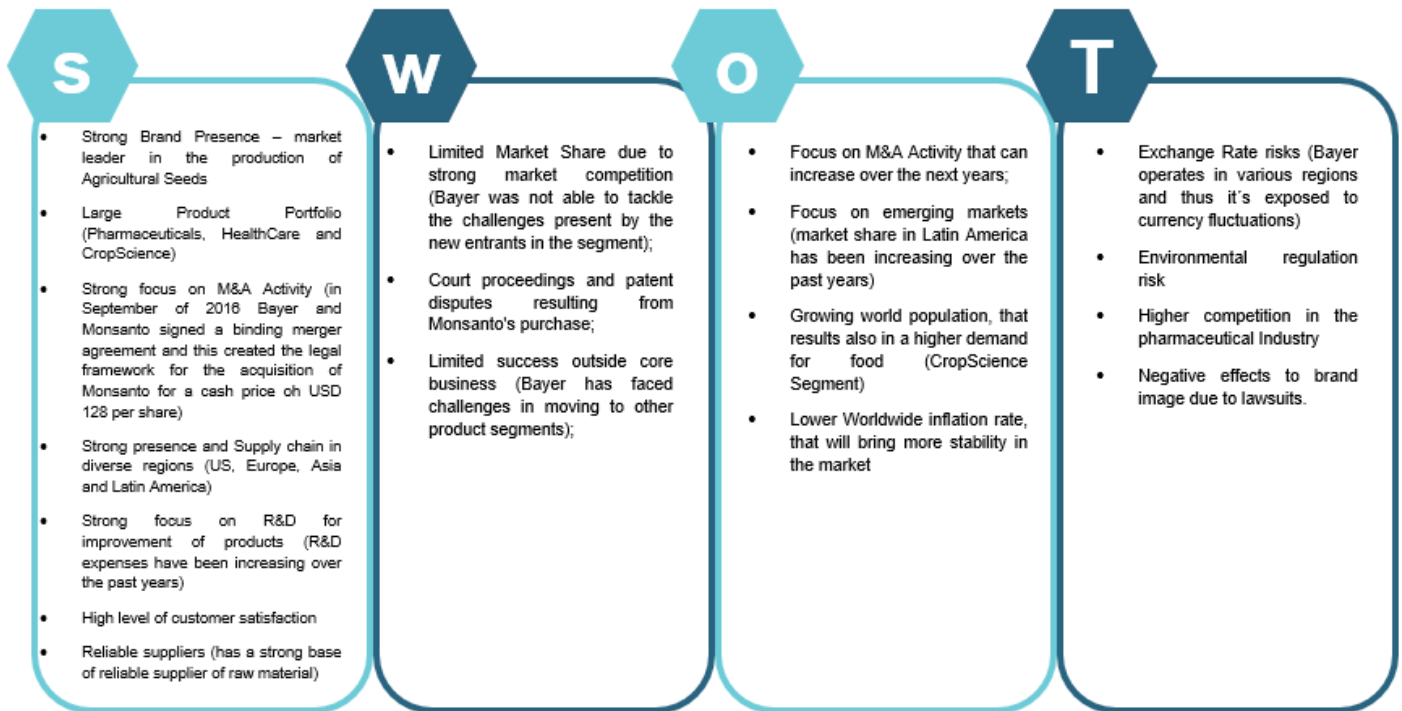 S
Strong Brand Presence – market
leader in the production of
Agricultural Seeds
Large Product Portfolio
(Pharmaceuticals, HealthCare and
CropScience)
Strong focus on M&A Activity (in
September of 2016 Bayer and
Monsanto signed a binding merger
agreement and this created the legal
framework for the acquisition of
Monsanto for a cash price oh USD
128 per share)
Strong presence and Supply chain in
diverse regions (US, Europe, Asia
and Latin America)
Strong focus on R&D for
improvement of products (R&D
expenses have been increasing over
the past years)
High level of customer satisfaction
Reliable suppliers (has a strong base
of reliable supplier of raw material)
W
Limited Market Share due to
strong market competition
(Bayer was not able to tackle
the challenges present by the
new entrants in the segment);
Court proceedings and patent
disputes resulting from
Monsanto's purchase;
Limited success outside core
business (Bayer has faced
challenges in moving to other
product segments);
O
Focus on M&A Activity that can
increase over the next years;
Focus on emerging markets
(market share in Latin America
has been increasing over the
past years)
Growing world population, that
results also in a higher demand
for food (CropScience
Segment)
Lower Worldwide inflation rate,
that will bring more stability in
the market
T
Exchange Rate risks (Bayer
operates in various regions
and thus it´s exposed to
currency fluctuations)
Environmental regulation
risk
Higher competition in the
pharmaceutical Industry
Negative effects to brand
image due to lawsuits.